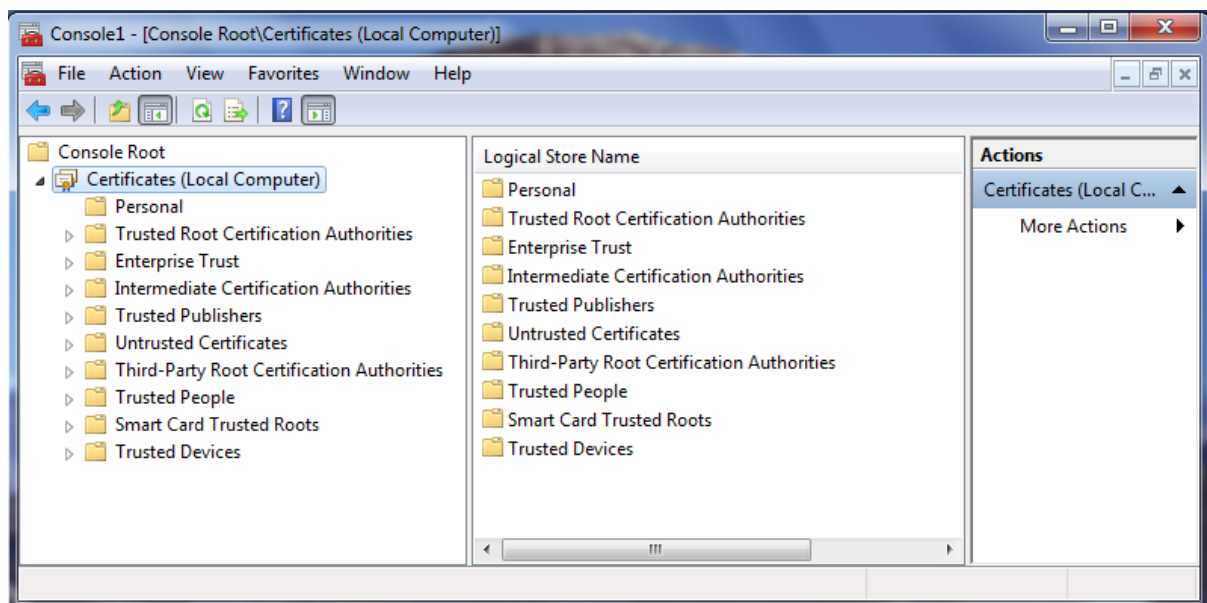 Console1 - [Console Root\Certificates (Local Computer)]
File Action View Favorites Window Help
Console Root
Certificates (Local Computer)
Personal
Trusted Root Certification Authorities
Enterprise Trust
Intermediate Certification Authorities
Trusted Publishers
Untrusted Certificates
Third-Party Root Certification Authorities
Trusted People
Smart Card Trusted Roots
Trusted Devices
Logical Store Name
Personal
Trusted Root Certification Authorities
Enterprise Trust
Intermediate Certification Authorities
Trusted Publishers
Untrusted Certificates
Third-Party Root Certification Authorities
Trusted People
Smart Card Trusted Roots
Trusted Devices
Actions
Certificates (Local C...
More Actions